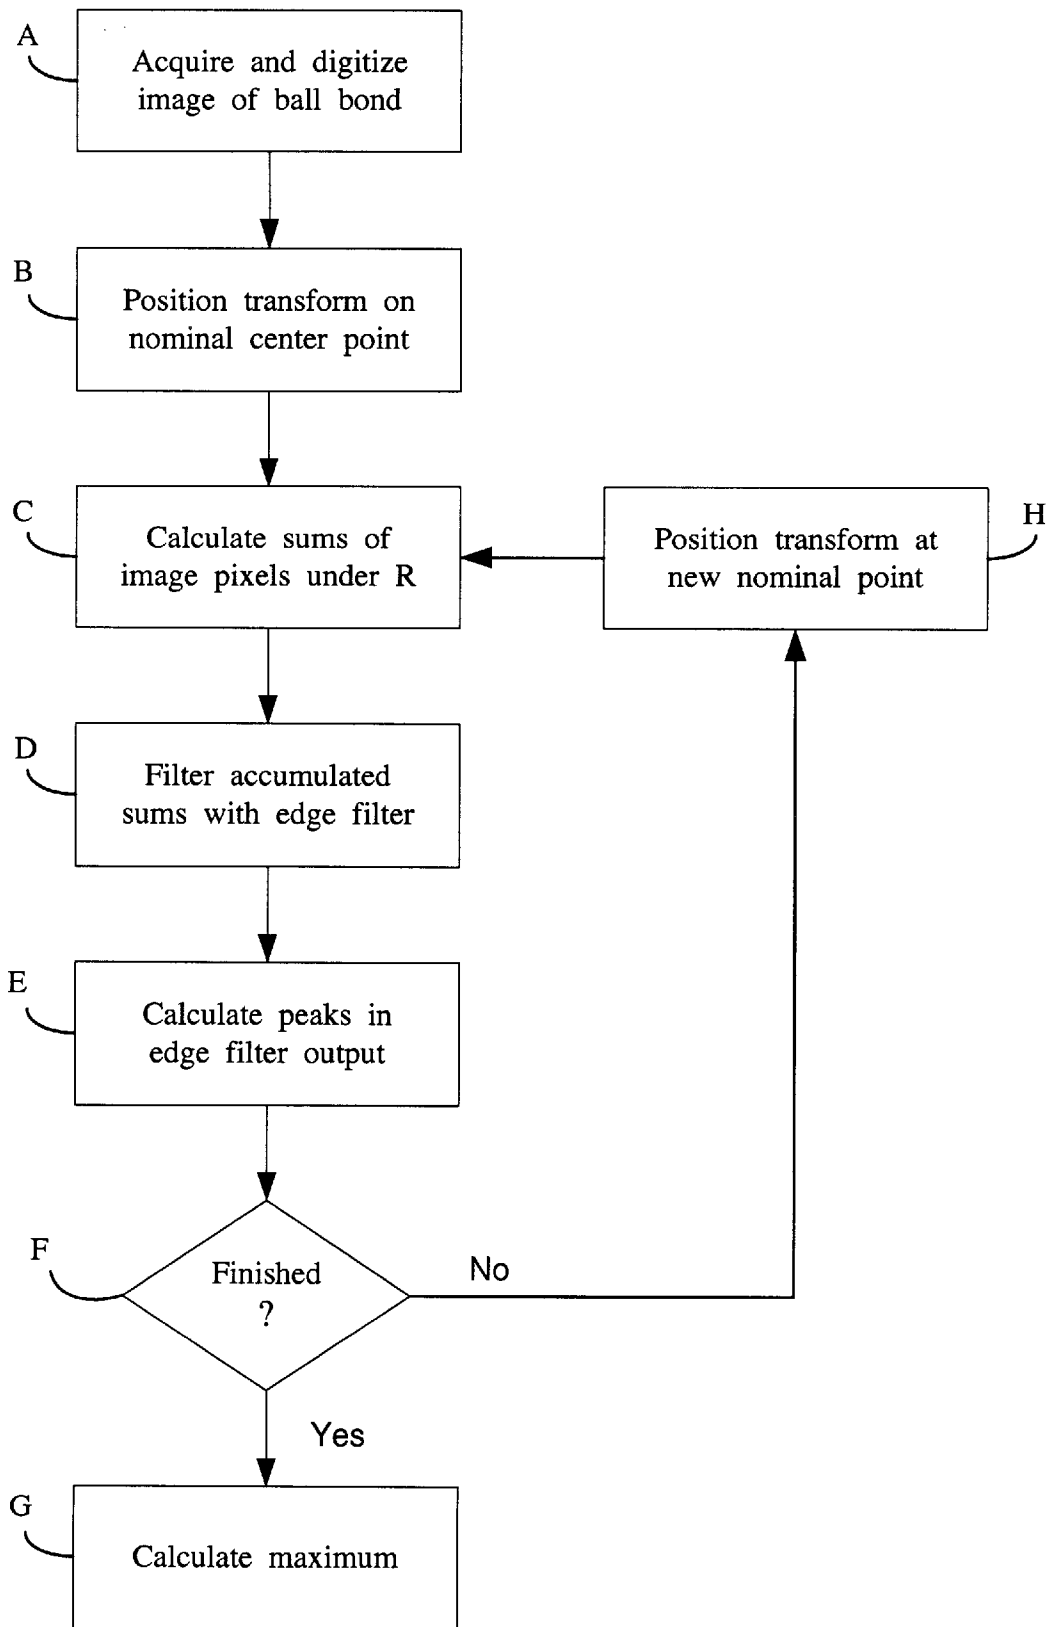 A
Acquire and digitize
image of ball bond
B
Position transform on
nominal center point
C
Calculate sums of
image pixels under R
Position transform at
new nominal point
H
D
Filter accumulated
sums with edge filter
E
Calculate peaks in
edge filter output
F
Finished
?
No
Yes
G
Calculate maximum